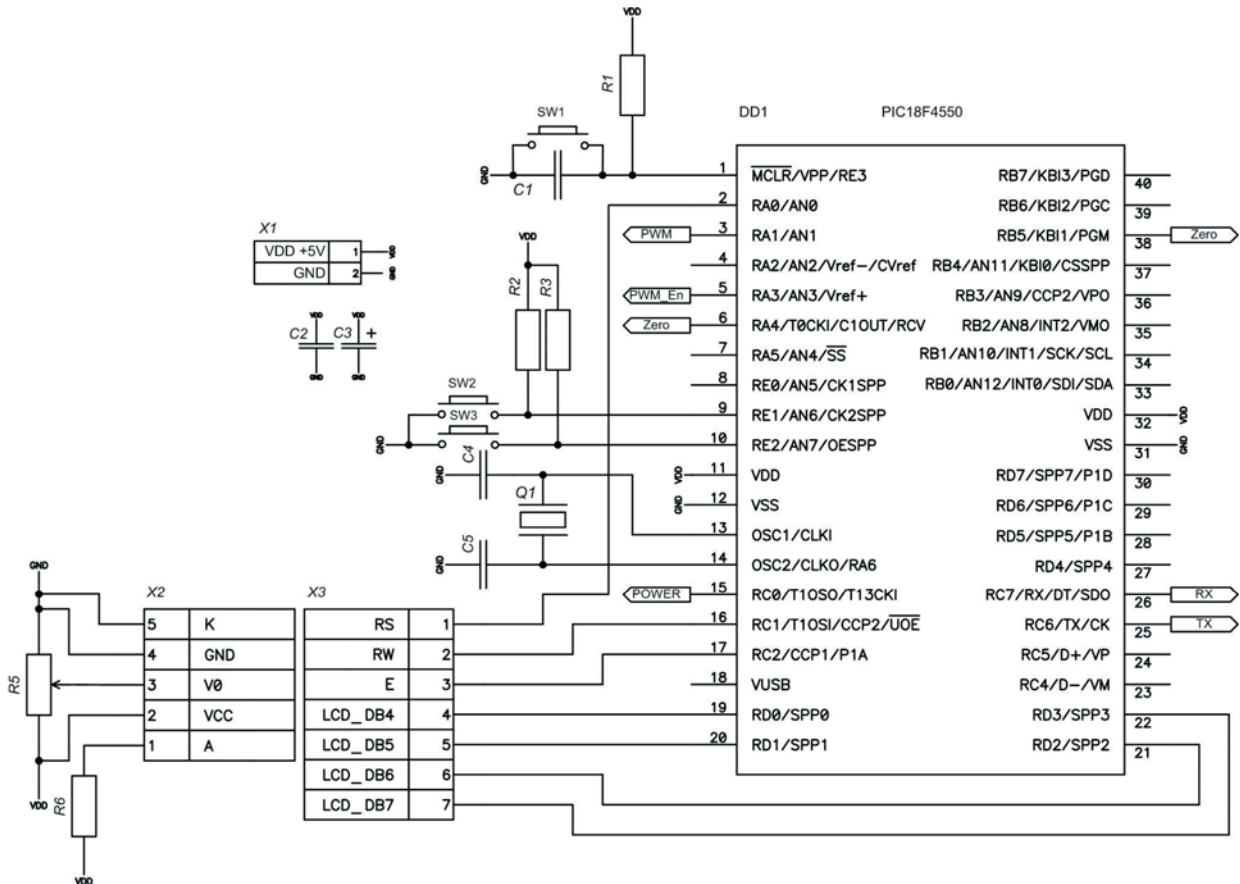 VDD
R1
SW1
GND
C1
DD1
PIC18F4550
1 MCLR/VPP/RE3
2 RA0/AN0
PWM 3 RA1/AN1
4 RA2/AN2/Vref-/CVref
PWM_En 5 RA3/AN3/Vref+
Zero 6 RA4/T0CKI/C1OUT/RCV
7 RA5/AN4/SS
8 RE0/AN5/CK1SPP
9 RE1/AN6/CK2SPP
10 RE2/AN7/OESPP
VDD 11 VDD
GND 12 VSS
13 OSC1/CLKI
14 OSC2/CLKO/RA6
POWER 15 RC0/T1OSO/T13CKI
16 RC1/T1OSI/CCP2/UOE
17 RC2/CCP1/P1A
18 VUSB
19 RD0/SPP0
20 RD1/SPP1
RB7/KBI3/PGD 40
RB6/KBI2/PGC 39
RB5/KBI1/PGM 38 Zero
RB4/AN11/KBI0/CSSPP 37
RB3/AN9/CCP2/VPO 36
RB2/AN8/INT2/VMO 35
RB1/AN10/INT1/SCK/SCL 34
RB0/AN12/INT0/SDI/SDA 33
VDD 32 VDD
VSS 31 GND
RD7/SPP7/P1D 30
RD6/SPP6/P1C 29
RD5/SPP5/P1B 28
RD4/SPP4 27
RC7/RX/DT/SDO 26 RX
RC6/TX/CK 25 TX
RC5/D+/VP 24
RC4/D-/VM 23
RD3/SPP3 22
RD2/SPP2 21
X1
VDD +5V 1 VDD
GND 2 GND
VDD
VDD
C2
C3 +
GND
GND
VDD
R2
R3
SW2
SW3
GND
C4
GND
Q1
C5
GND
GND
R5
VDD
R6
VDD
X2
5 K
4 GND
3 V0
2 VCC
1 A
X3
RS 1
RW 2
E 3
LCD_DB4 4
LCD_DB5 5
LCD_DB6 6
LCD_DB7 7